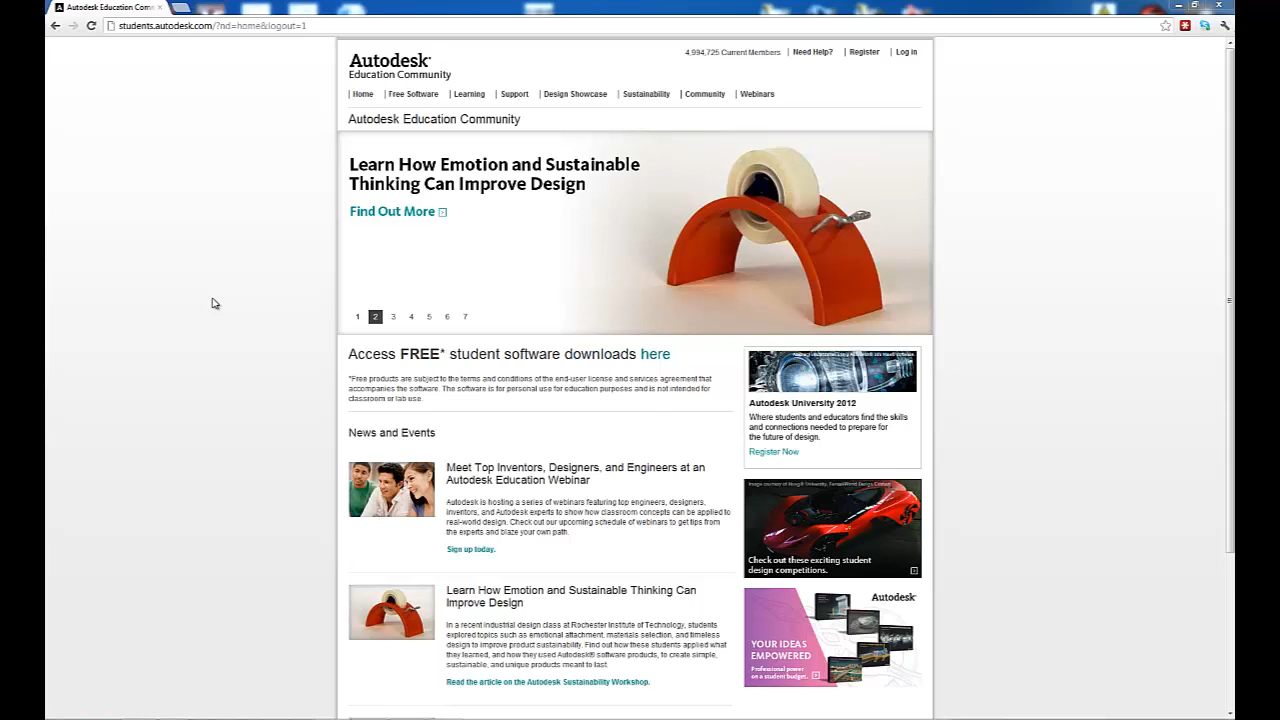 Autodesk Education Com
students.autodesk.com/?nd=home&logout=1
Autodesk
Education Community
4,994,725 Current Members | Need Help? | Register | Log in
| Home | Free Software | Learning | Support | Design Showcase | Sustainability | Community | Webinars
Autodesk Education Community
Learn How Emotion and Sustainable
Thinking Can Improve Design
Find Out More
1 2 3 4 5 6 7
Access FREE* student software downloads here
*Free products are subject to the terms and conditions of the end-user license and services agreement that
accompanies the software. The software is for personal use for education purposes and is not intended for
classroom or lab use.
News and Events
Meet Top Inventors, Designers, and Engineers at an
Autodesk Education Webinar
Autodesk is hosting a series of webinars featuring top engineers, designers,
inventors, and Autodesk experts to show how classroom concepts can be applied to
real-world design. Check out our upcoming schedule of webinars to get tips from
the experts and blaze your own path.
Sign up today.
Learn How Emotion and Sustainable Thinking Can
Improve Design
In a recent industrial design class at Rochester Institute of Technology, students
explored topics such as emotional attachment, materials selection, and timeless
design to improve product sustainability. Find out how these students applied what
they learned, and how they used Autodesk® software products, to create simple,
sustainable, and unique products meant to last.
Read the article on the Autodesk Sustainability Workshop.
Autodesk University 2012
Where students and educators find the skills
and connections needed to prepare for
the future of design.
Register Now
Check out these exciting student
design competitions.
Autodesk
YOUR IDEAS
EMPOWERED
Professional power
on a student budget.